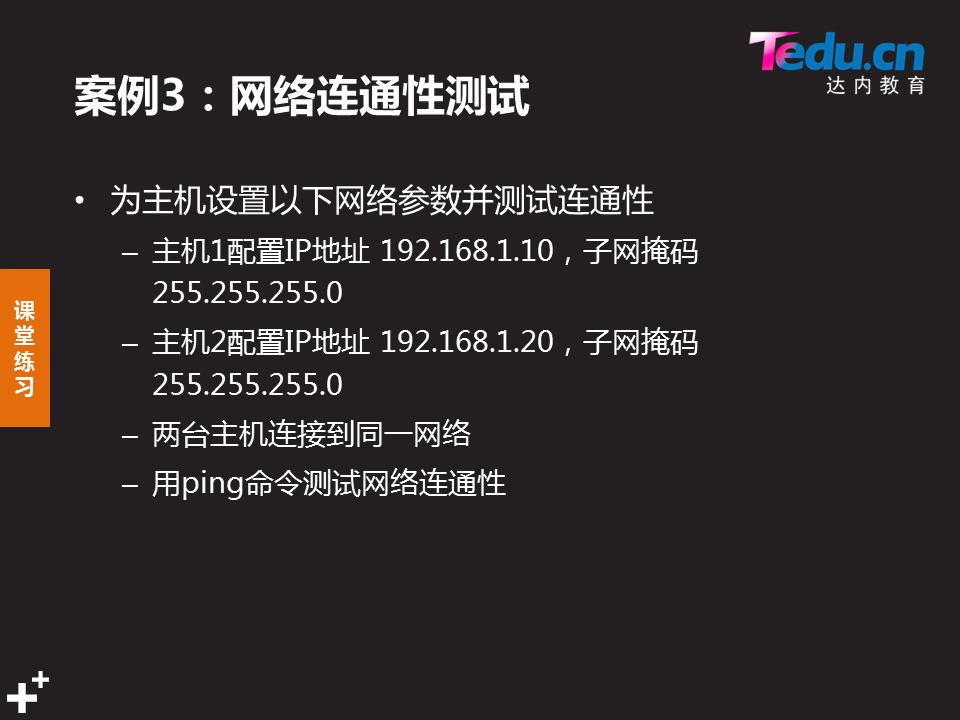 Tedu.cn
达内教育
案例3：网络连通性测试
• 为主机设置以下网络参数并测试连通性
– 主机1配置IP地址 192.168.1.10，子网掩码
255.255.255.0
– 主机2配置IP地址 192.168.1.20，子网掩码
255.255.255.0
– 两台主机连接到同一网络
– 用ping命令测试网络连通性
课堂练习